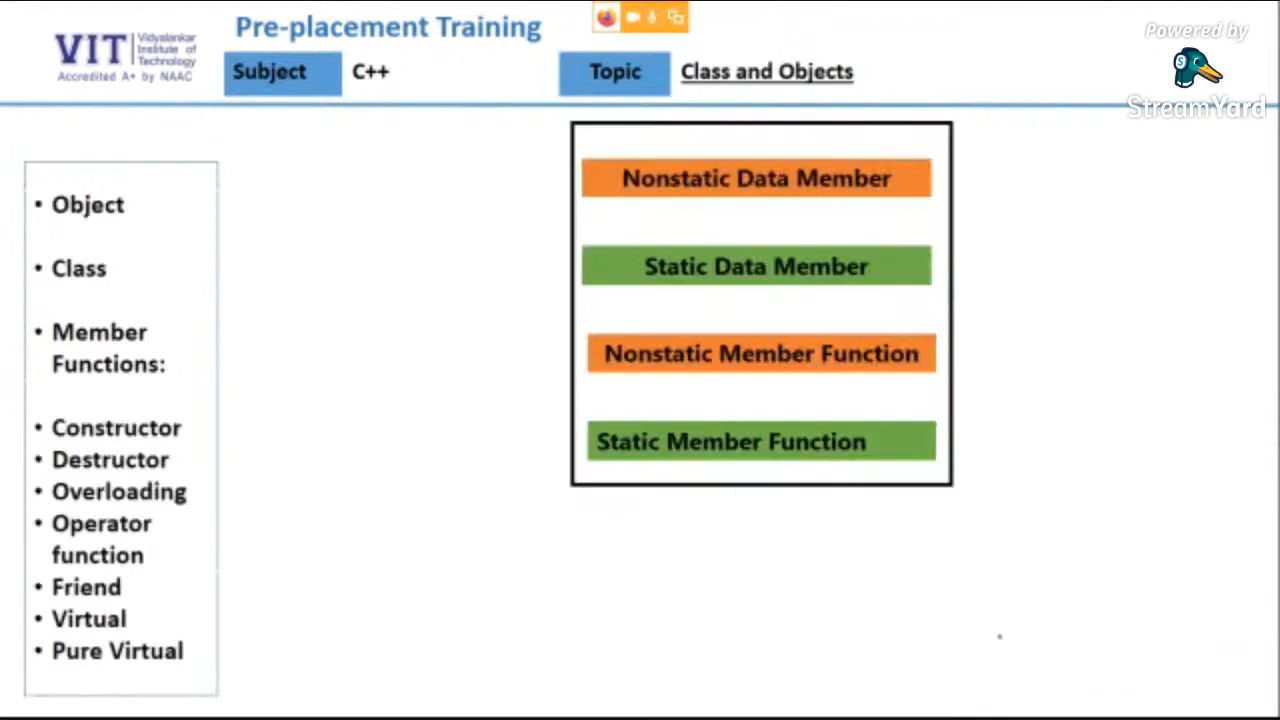 VIT
Vidyalankar
Institute of
Technology
Accredited A+ by NAAC
Pre-placement Training
Subject C++ Topic Class and Objects
Powered by
StreamYard
• Object
• Class
• Member
Functions:
• Constructor
• Destructor
• Overloading
• Operator
function
• Friend
• Virtual
• Pure Virtual
Nonstatic Data Member
Static Data Member
Nonstatic Member Function
Static Member Function